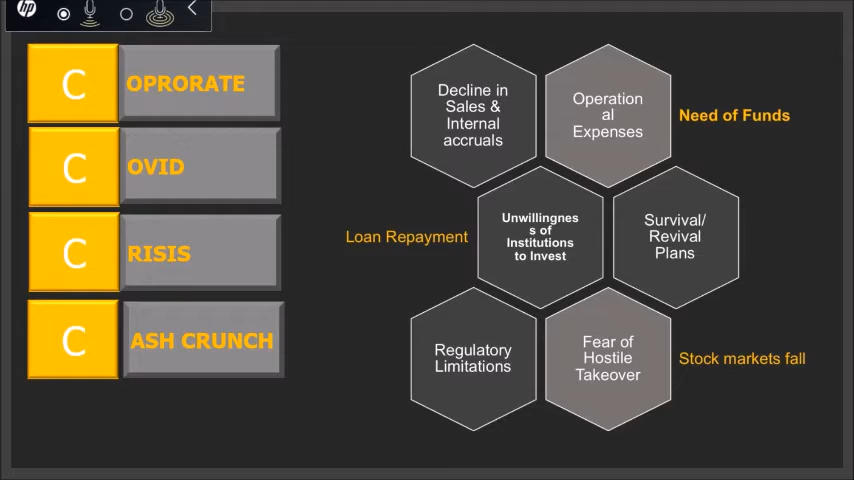 hp
C OPRORATE
C OVID
C RISIS
C ASH CRUNCH
Decline in
Sales &
Internal
accruals
Operation
al
Expenses
Need of Funds
Loan Repayment
Unwillingnes
s of
Institutions
to Invest
Survival/
Revival
Plans
Regulatory
Limitations
Fear of
Hostile
Takeover
Stock markets fall